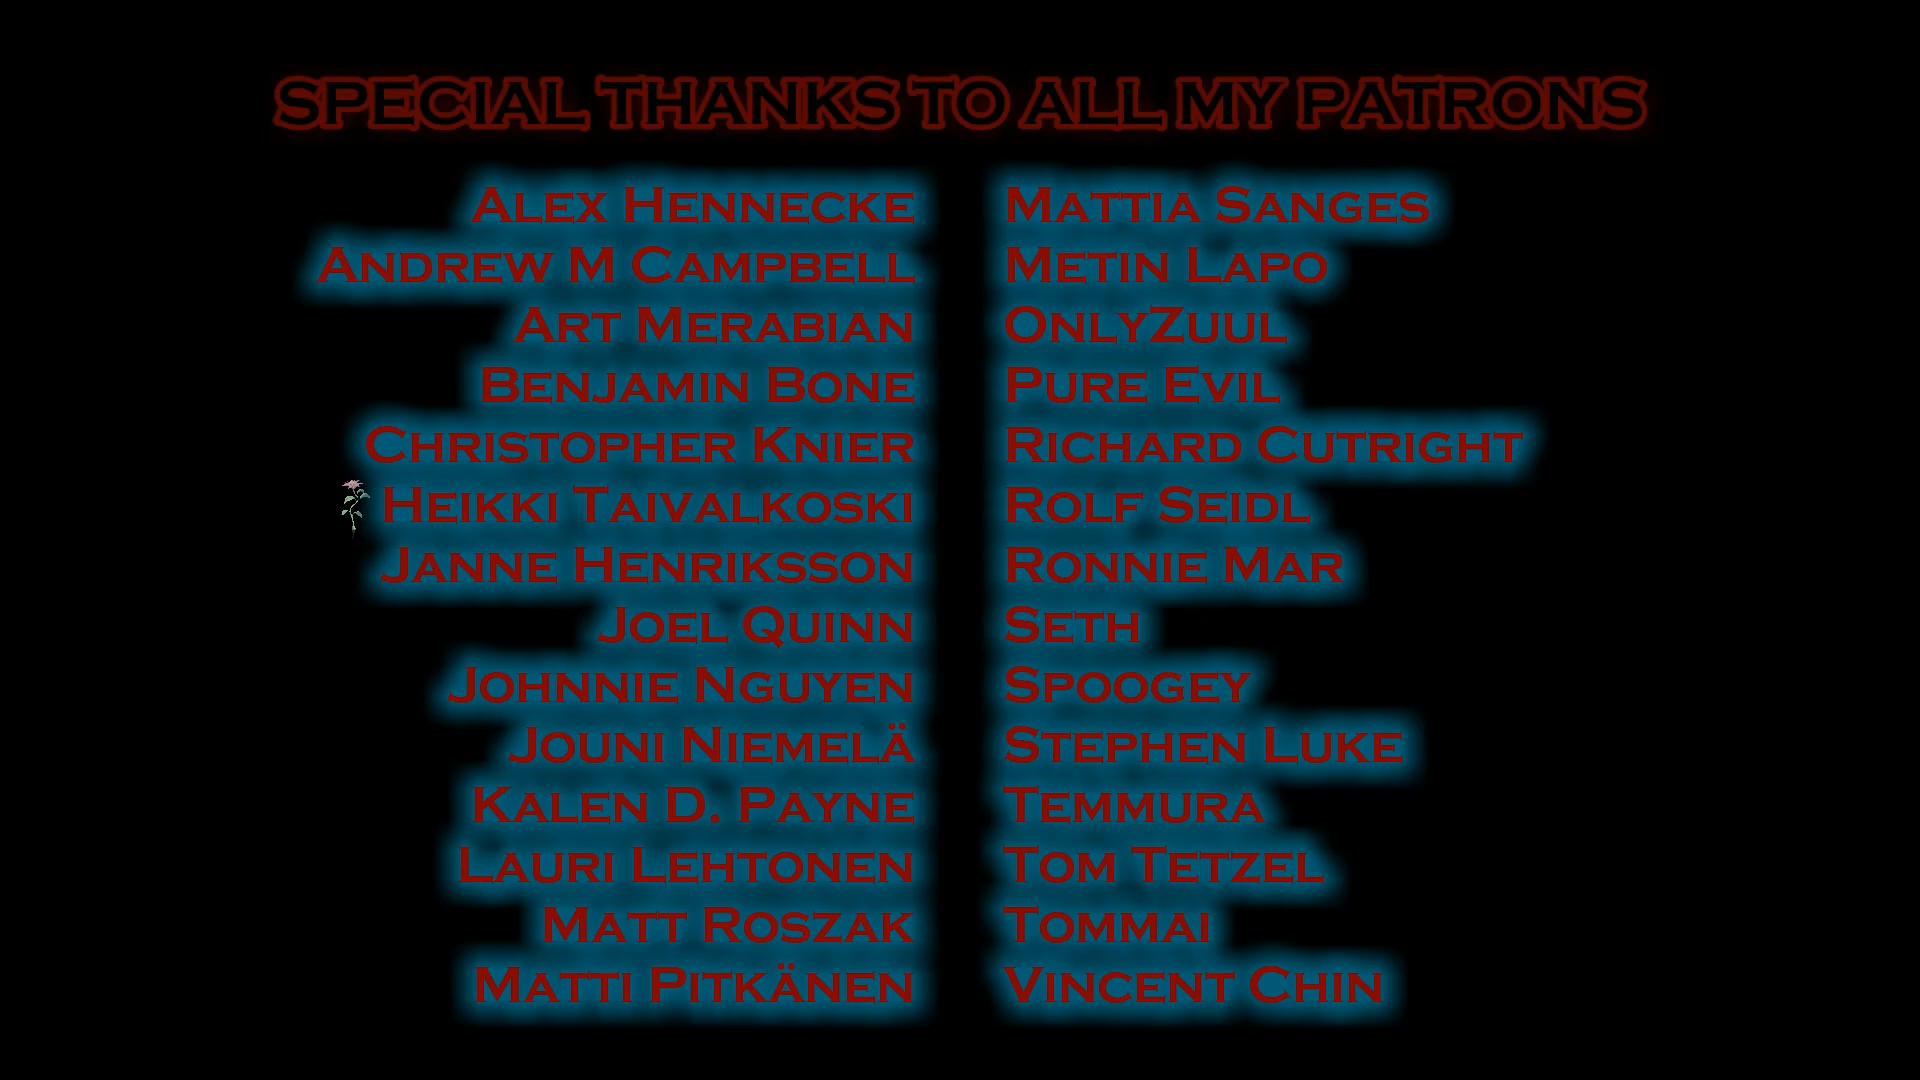 SPECIAL THANKS TO ALL MY PATRONS
Alex Hennecke
Andrew M Campbell
Art Merabian
Benjamin Bone
Christopher Knier
Heikki Taivalkoski
Janne Henriksson
Joel Quinn
Johnnie Nguyen
Jouni Niemelä
Kalen D. Payne
Lauri Lehtonen
Matt Roszak
Matti Pitkänen
Mattia Sanges
Metin Lapo
OnlyZuul
Pure Evil
Richard Cutright
Rolf Seidl
Ronnie Mar
Seth
Spoogey
Stephen Luke
Temmura
Tom Tetzel
Tommai
Vincent Chin